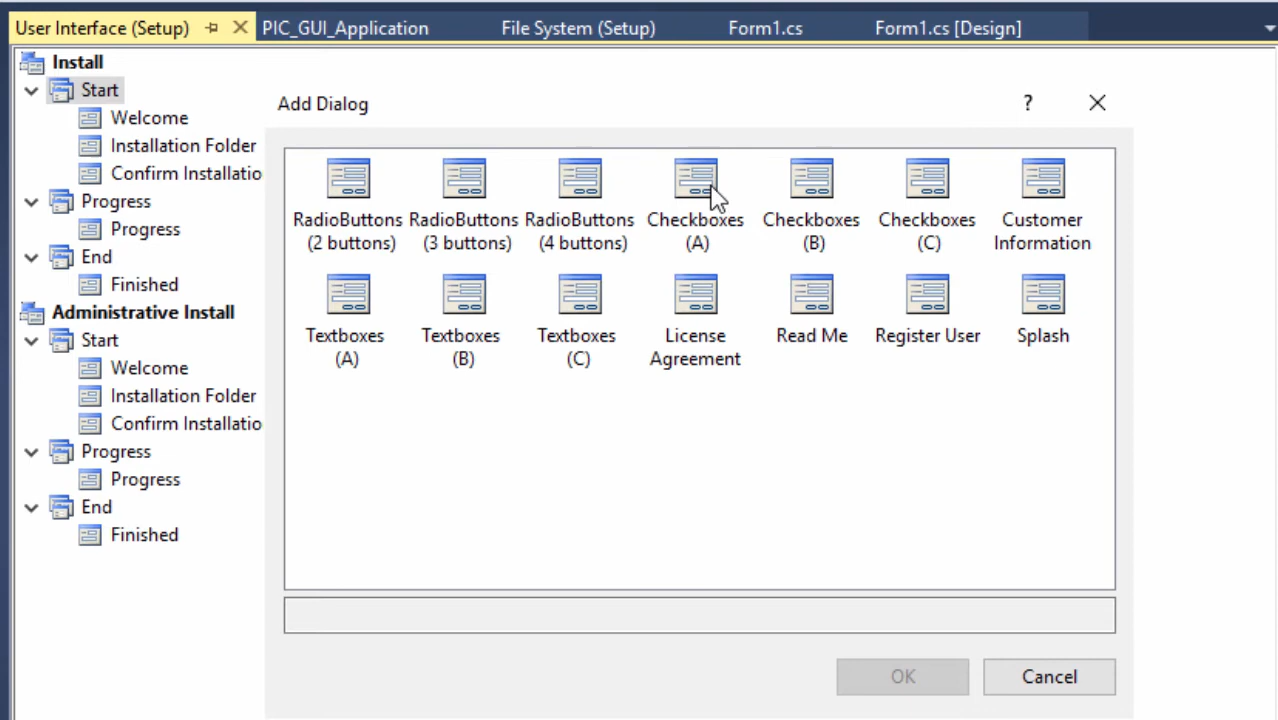 User Interface (Setup) PIC_GUI_Application File System (Setup) Form1.cs Form1.cs [Design]
Install
Start
Welcome
Installation Folder
Confirm Installatio
Progress
Progress
End
Finished
Administrative Install
Start
Welcome
Installation Folder
Confirm Installatio
Progress
Progress
End
Finished
Add Dialog ?
RadioButtons RadioButtons RadioButtons Checkboxes Checkboxes Checkboxes Customer
(2 buttons) (3 buttons) (4 buttons) (A) (B) (C) Information
Textboxes Textboxes Textboxes License Read Me Register User Splash
(A) (B) (C) Agreement
OK Cancel